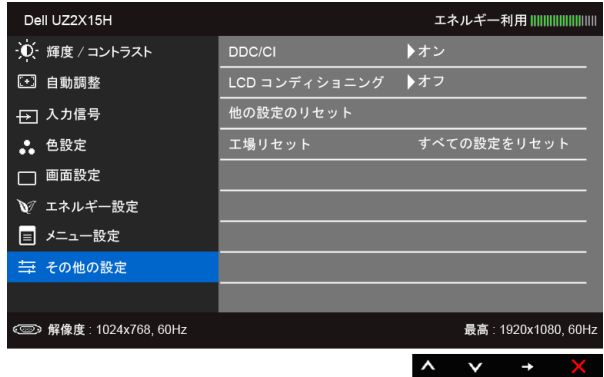 Dell UZ2X15H エネルギー利用
輝度 / コントラスト DDC/CI オン
自動調整 LCD コンディショニング オフ
入力信号 他の設定のリセット
色設定 工場リセット すべての設定をリセット
画面設定
エネルギー設定
メニュー設定
その他の設定
解像度 : 1024x768, 60Hz 最高 : 1920x1080, 60Hz